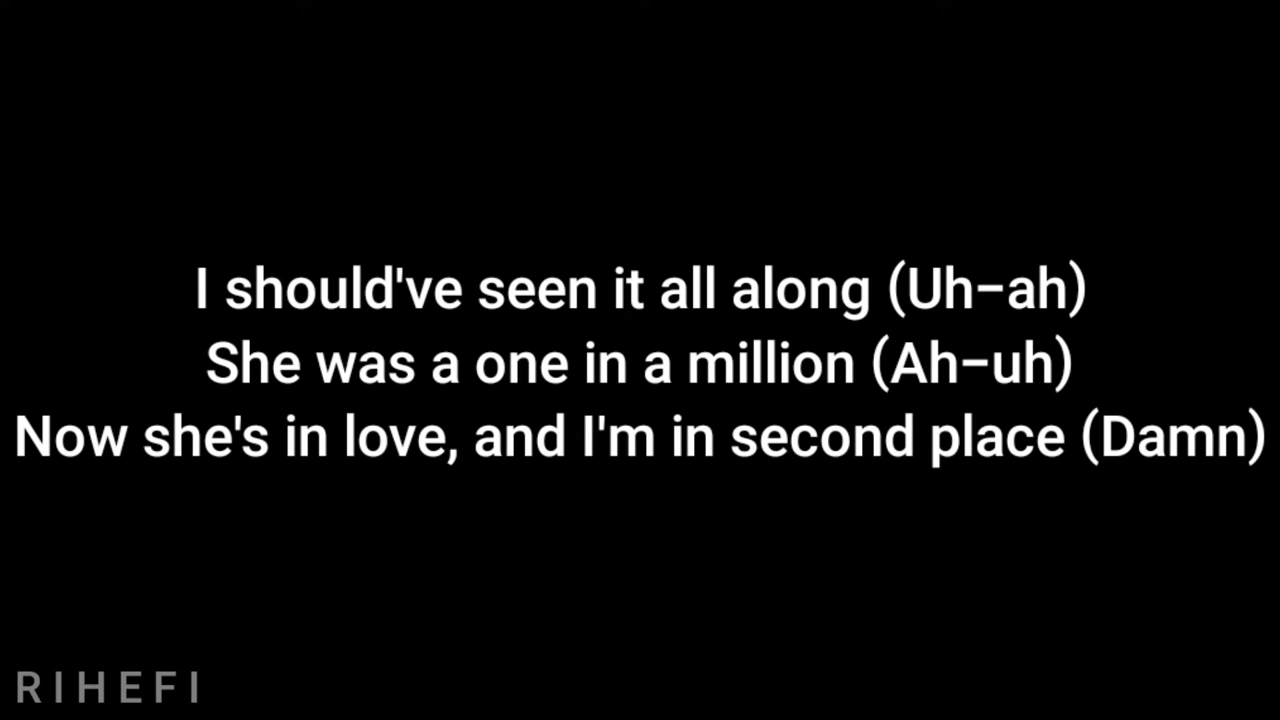 I should've seen it all along (Uh-ah)
She was a one in a million (Ah-uh)
Now she's in love, and I'm in second place (Damn)
RIHEFI